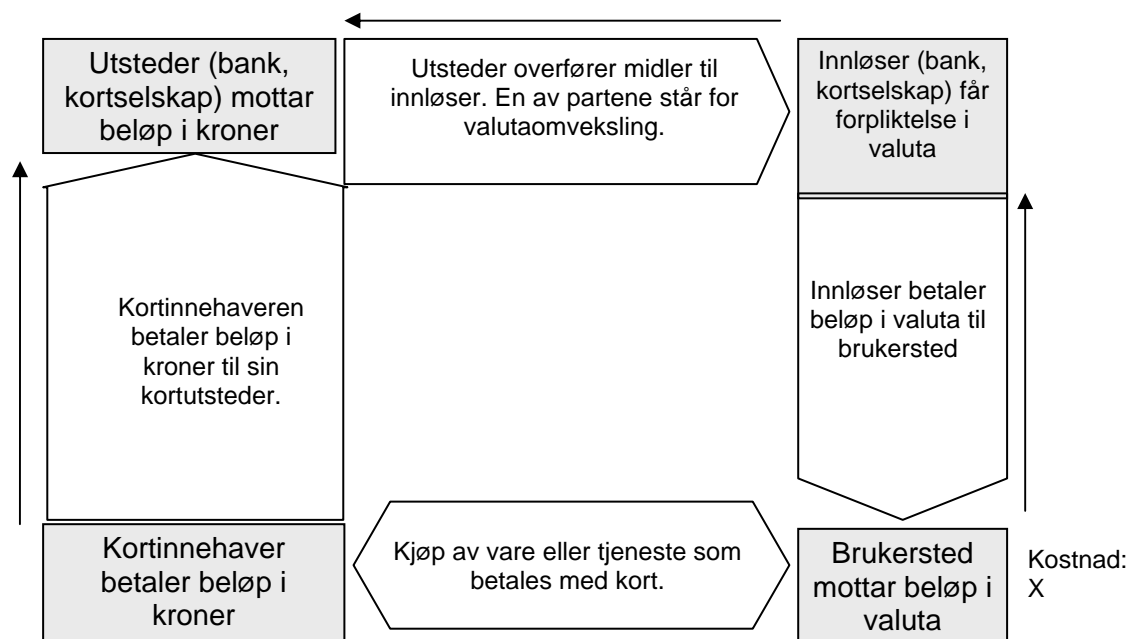 Utsteder (bank,
kortselskap) mottar
beløp i kroner
Utsteder overfører midler til
innløser. En av partene står for
valutaomveksling.
Innløser (bank,
kortselskap) får
forpliktelse i
valuta
Kortinnehaveren
betaler beløp i
kroner til sin
kortutsteder.
Innløser betaler
beløp i valuta til
brukersted
Kortinnehaver
betaler beløp i
kroner
Kjøp av vare eller tjeneste som
betales med kort.
Brukersted
mottar beløp i
valuta
Kostnad:
X